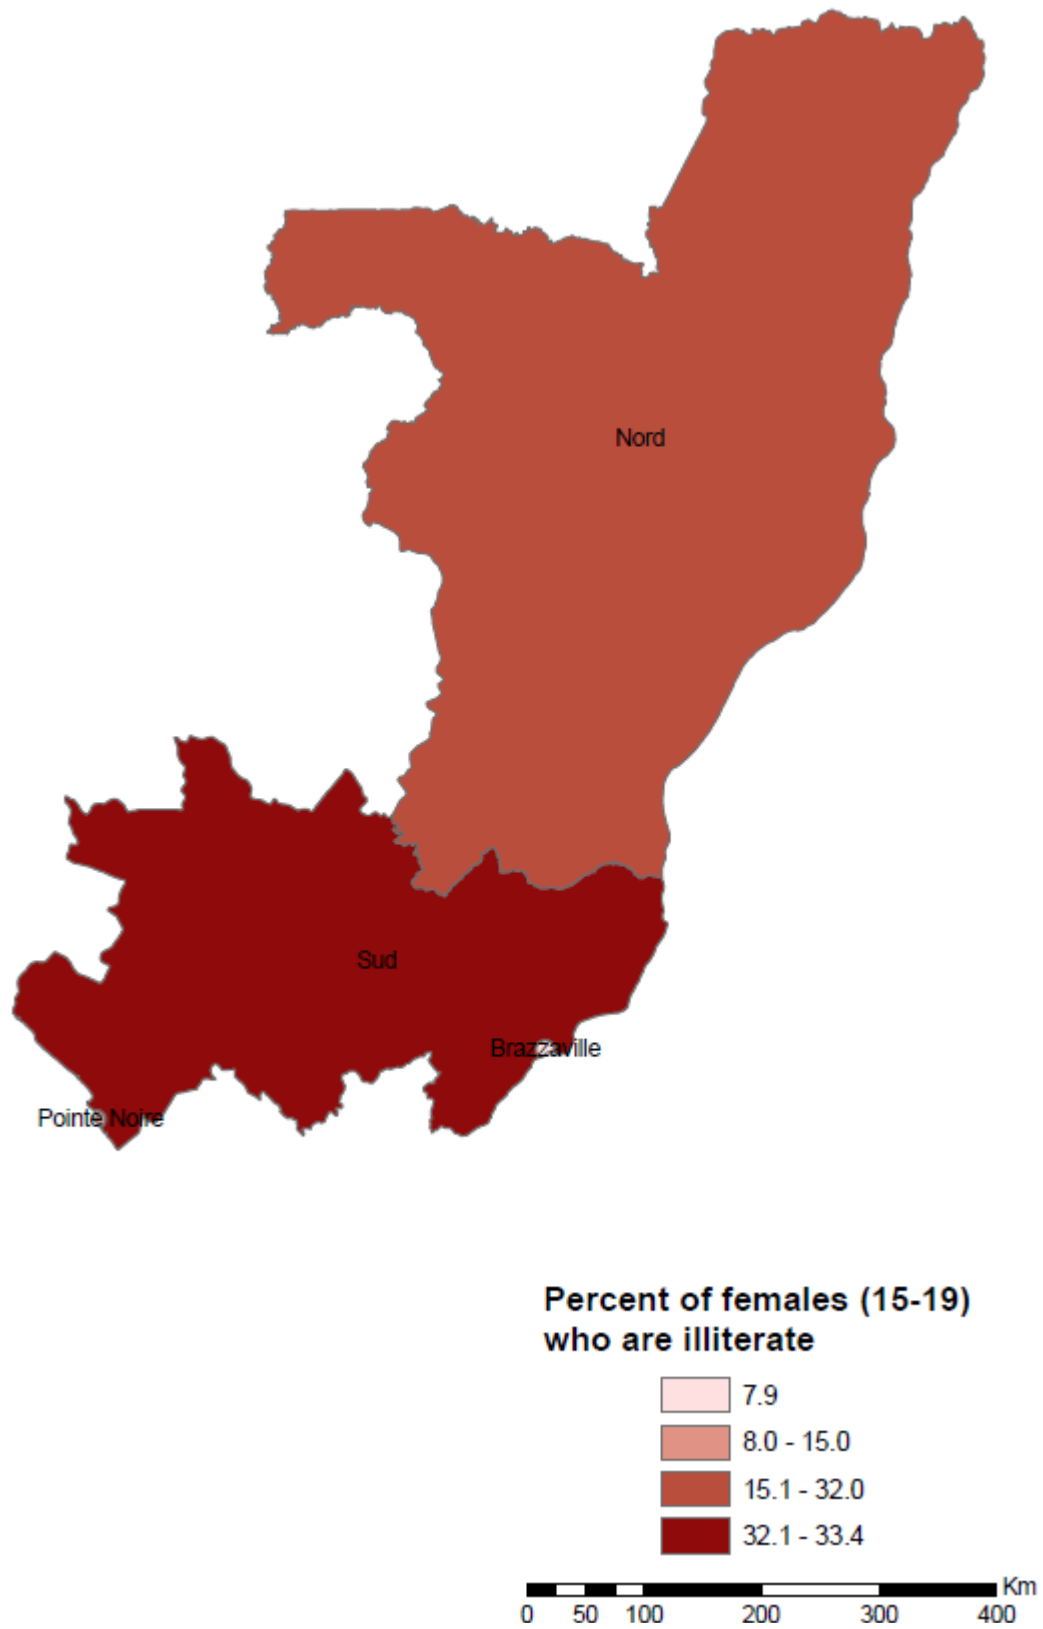 Nord
Sud
Brazzaville
Pointe Noire
Percent of females (15-19)
who are illiterate
7.9
8.0 - 15.0
15.1 - 32.0
32.1 - 33.4
Km
0 50 100 200 300 400